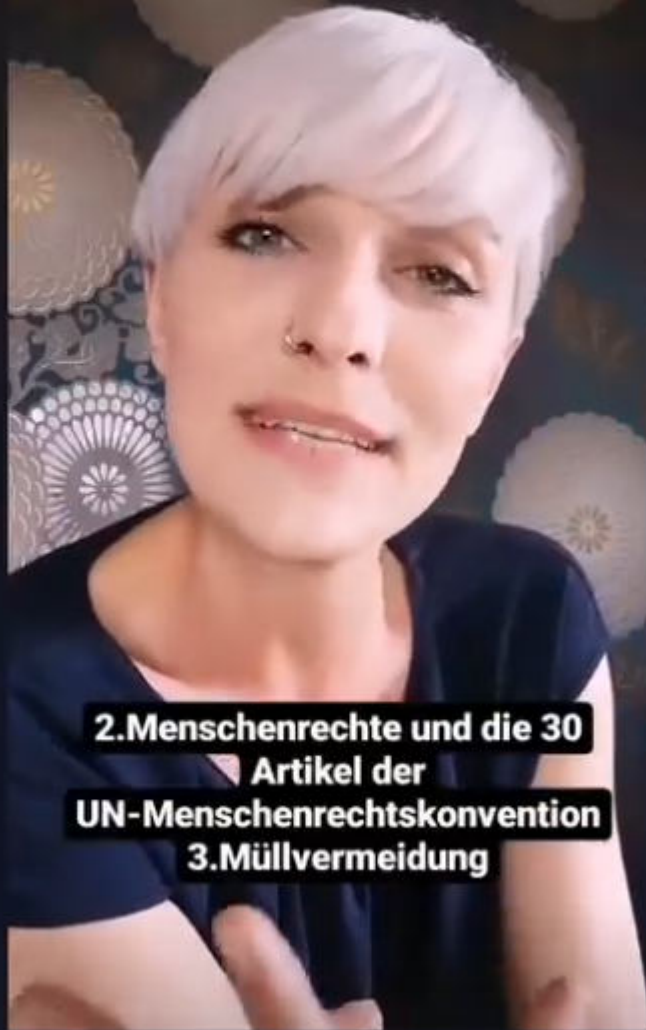 2.Menschenrechte und die 30
Artikel der
UN-Menschenrechtskonvention
3.Müllvermeidung